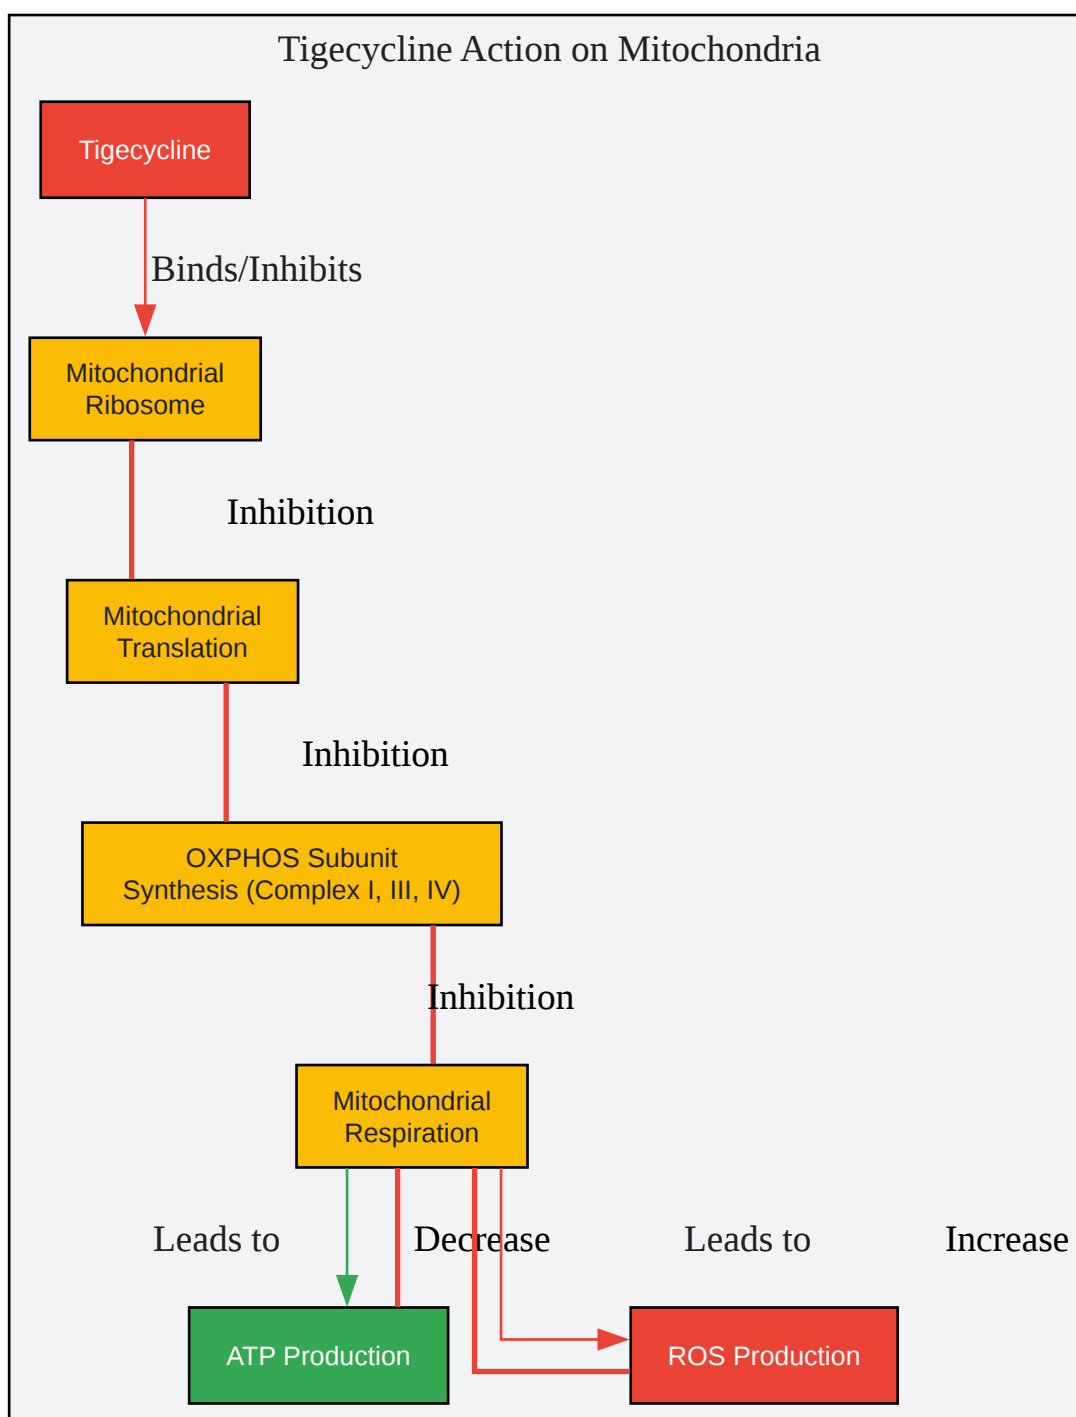 Tigecycline Action on Mitochondria
Tigecycline
Binds/Inhibits
Mitochondrial
Ribosome
Inhibition
Mitochondrial
Translation
Inhibition
OXPHOS Subunit
Synthesis (Complex I, III, IV)
Inhibition
Mitochondrial
Respiration
Leads to
Decrease
Leads to
Increase
ATP Production
ROS Production